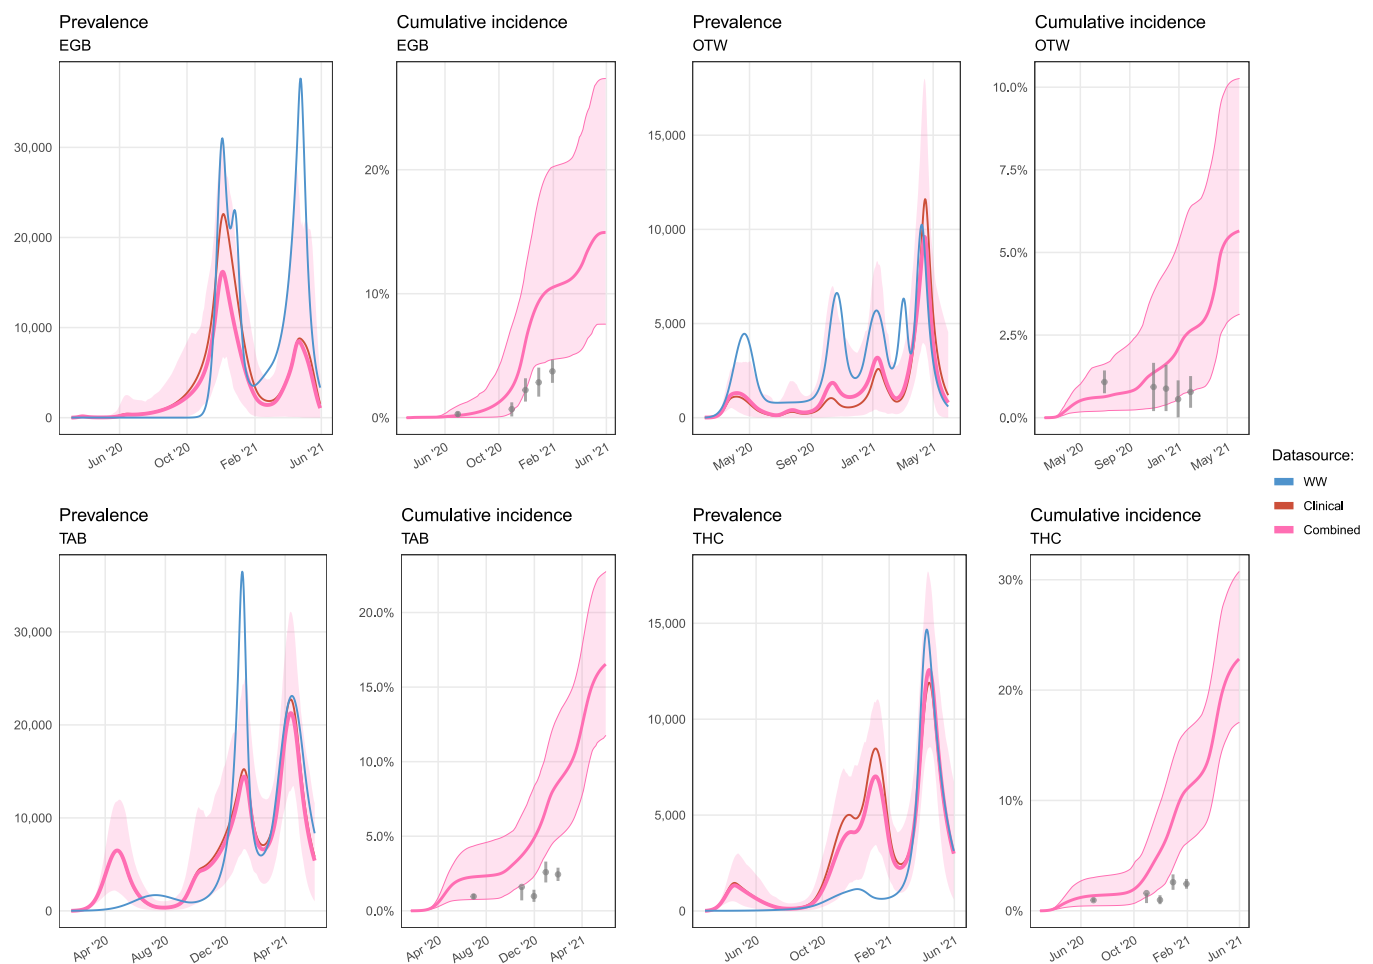 Prevalence
EGB
30,000
20,000
10,000
0
Jun '20
Oct '20
Feb '21
Jun '21
Cumulative incidence
EGB
20%
10%
0%
Jun '20
Oct '20
Feb '21
Jun '21
Prevalence
OTW
15,000
10,000
5,000
0
May '20
Sep '20
Jan '21
May '21
Cumulative incidence
OTW
10.0%
7.5%
5.0%
2.5%
0.0%
May '20
Sep '20
Jan '21
May '21
Datasource:
WW
Clinical
Combined
Prevalence
TAB
30,000
20,000
10,000
0
Apr '20
Aug '20
Dec '20
Apr '21
Cumulative incidence
TAB
20.0%
15.0%
10.0%
5.0%
0.0%
Apr '20
Aug '20
Dec '20
Apr '21
Prevalence
THC
15,000
10,000
5,000
0
Jun '20
Oct '20
Feb '21
Jun '21
Cumulative incidence
THC
30%
20%
10%
0%
Jun '20
Oct '20
Feb '21
Jun '21